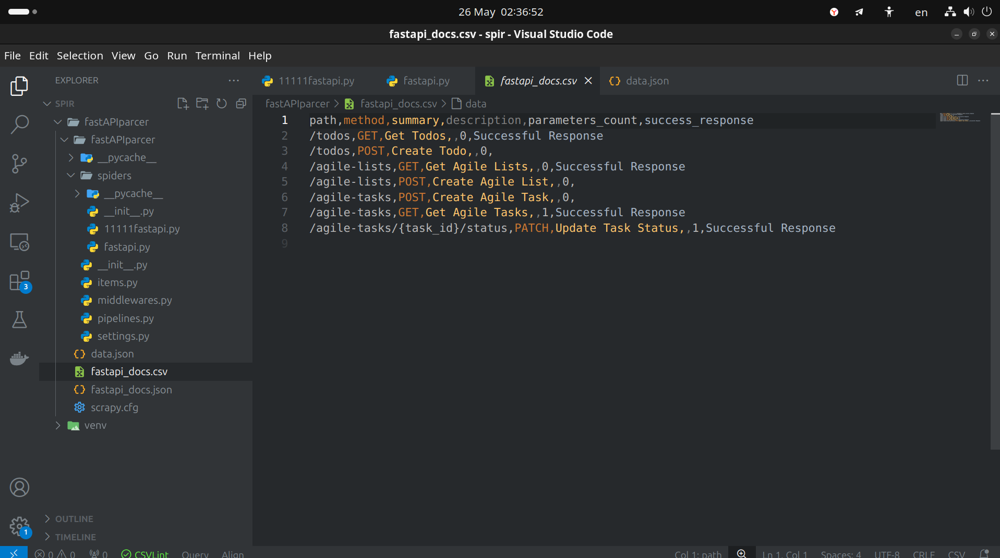 26 May 02:36:52
en
fastapi_docs.csv - spir - Visual Studio Code
File Edit Selection View Go Run Terminal Help
EXPLORER
11111fastapi.py
fastapi.py
fastapi_docs.csv
data.json
SPIR
fastAPIparcer
fastapi_docs.csv
data
fastAPIparcer
fastAPIparcer
__pycache__
spiders
__pycache__
__init__.py
11111fastapi.py
fastapi.py
__init__.py
items.py
middlewares.py
pipelines.py
settings.py
data.json
fastapi_docs.csv
fastapi_docs.json
scrapy.cfg
venv
3
1
OUTLINE
TIMELINE
1 path,method,summary,description,parameters_count,success_response
2 /todos,GET,Get Todos,,0,Successful Response
3 /todos,POST,Create Todo,,0,
4 /agile-lists,GET,Get Agile Lists,,0,Successful Response
5 /agile-lists,POST,Create Agile List,,0,
6 /agile-tasks,POST,Create Agile Task,,0,
7 /agile-tasks,GET,Get Agile Tasks,,1,Successful Response
8 /agile-tasks/{task_id}/status,PATCH,Update Task Status,,1,Successful Response
9
0 0 0 CSVLint Query Align Col 1: path Ln 1, Col 1 Spaces: 4 UTF-8 CRLF CSV